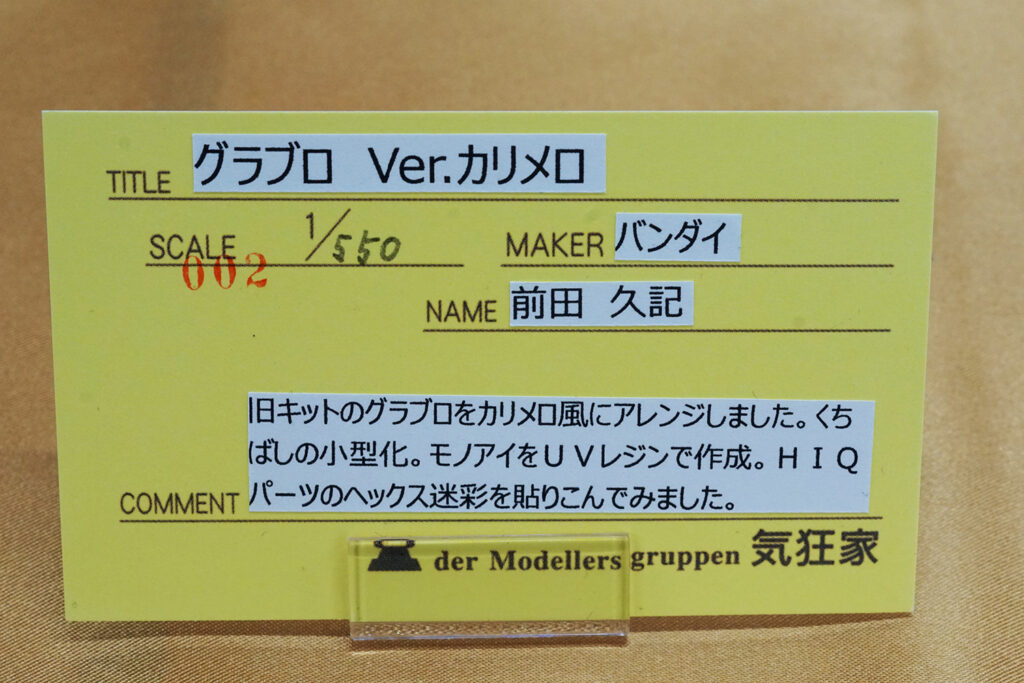 TITLE グラブロ Ver.カリメロ
SCALE 1/550 MAKER バンダイ
002
NAME 前田 久記
旧キットのグラブロをカリメロ風にアレンジしました。くち
ばしの小型化。モノアイをUVレジンで作成。HIQ
COMMENT パーツのヘックス迷彩を貼りこんでみました。
der Modellers gruppen 気狂家